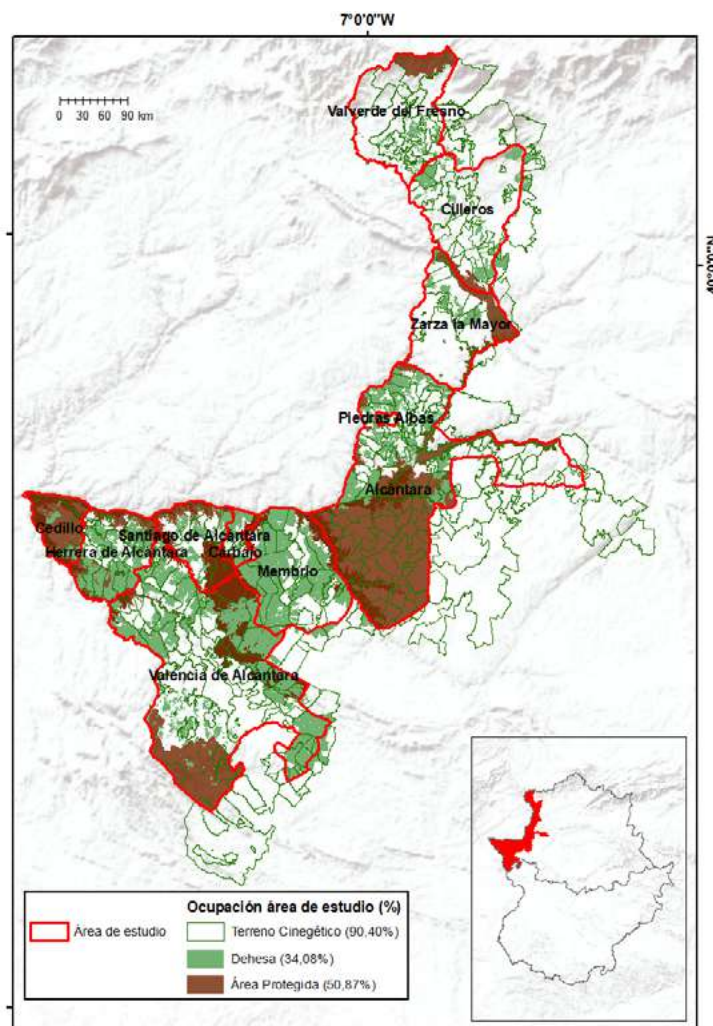 7°0'0"W
0 30 60 90 km
Valverde del Fresno
Cilleros
40°0'0"N
Zarza la Mayor
Piedras Albas
Alcántara
Cedillo
Santiago de Alcántara
Herrera de Alcántara
Carbajo
Membrío
Valencia de Alcántara
Ocupación área de estudio (%)
Área de estudio
Terreno Cinegético (90,40%)
Dehesa (34,08%)
Área Protegida (50,87%)